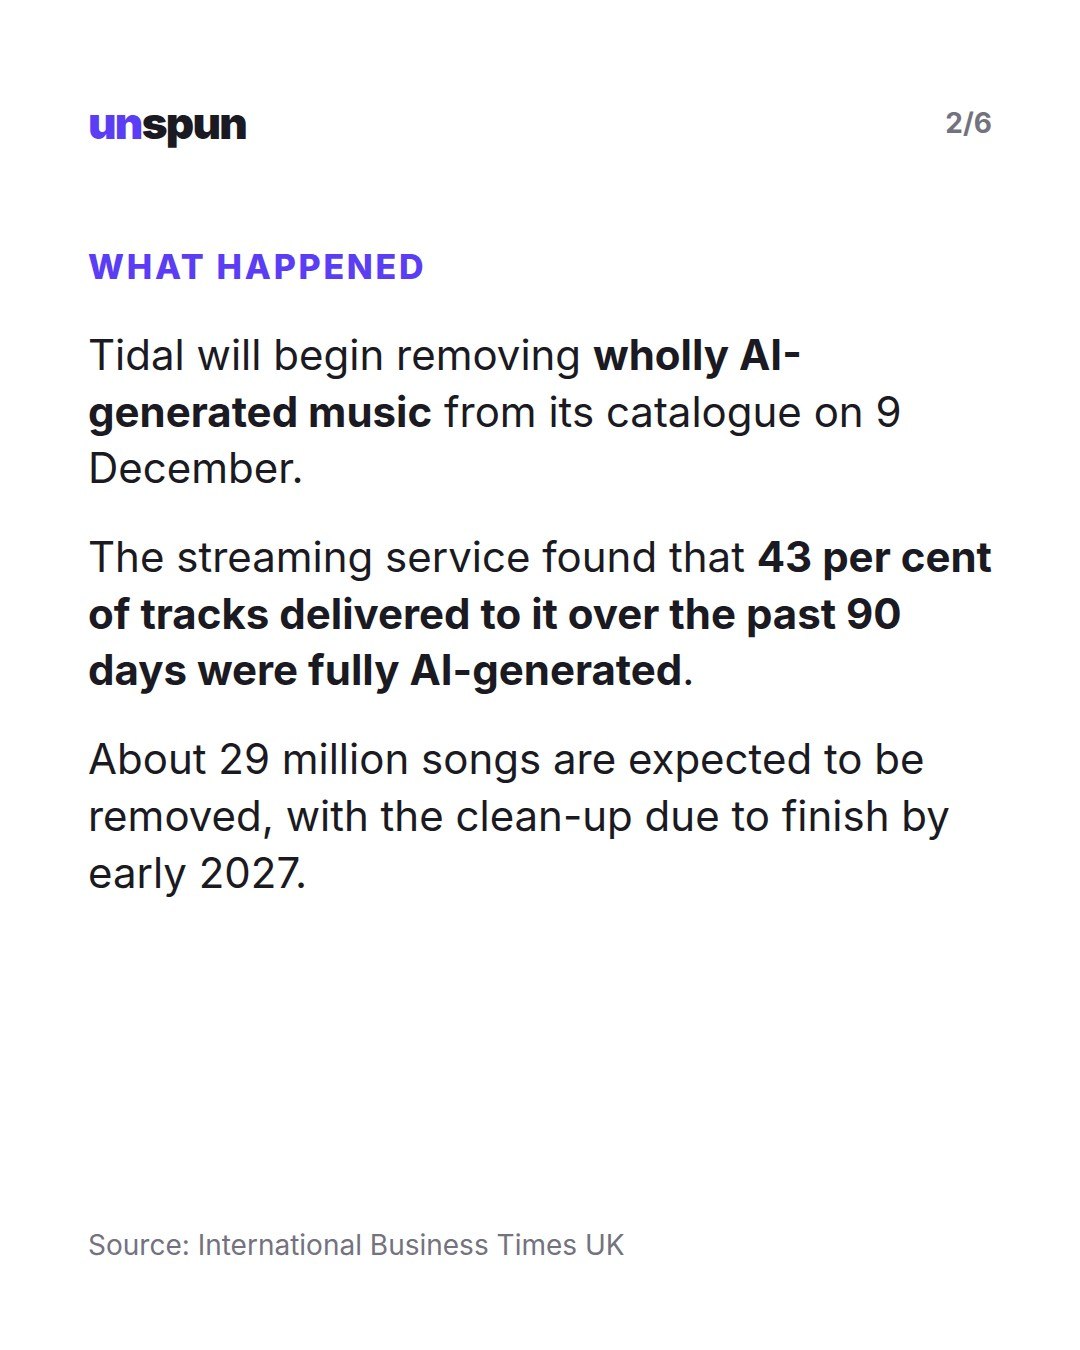 unspun
2/6
WHAT HAPPENED
Tidal will begin removing wholly AI-
generated music from its catalogue on 9
December.
The streaming service found that 43 per cent
of tracks delivered to it over the past 90
days were fully AI-generated.
About 29 million songs are expected to be
removed, with the clean-up due to finish by
early 2027.
Source: International Business Times UK